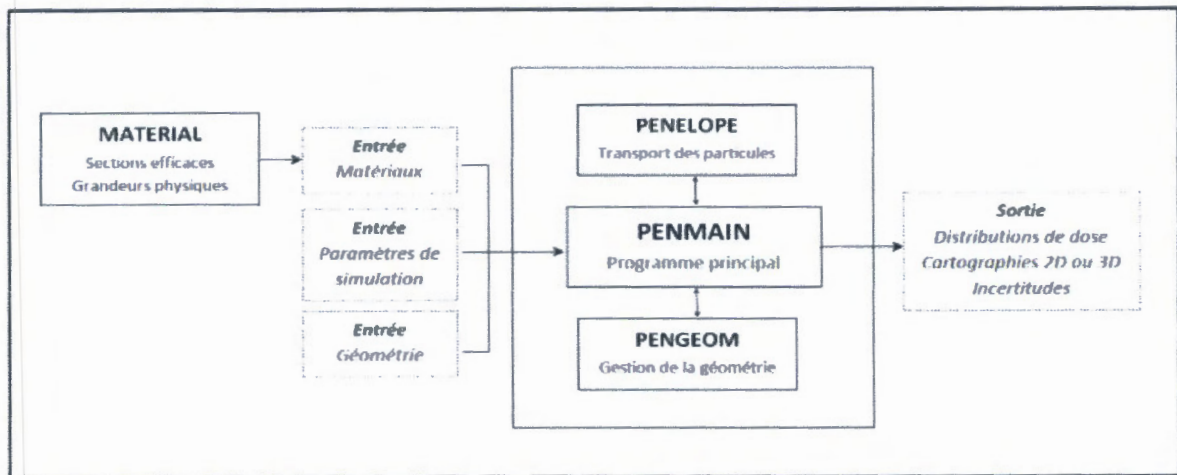 MATERIAL
Sections efficaces
Grandeurs physiques
Entrée
Matériaux
Entrée
Paramètres de
simulation
Entrée
Géométrie
PENELOPE
Transport des particules
PENMAIN
Programme principal
PENGEOM
Gestion de la géométrie
Sortie
Distributions de dose
Cartographies 2D ou 3D
Incertitudes